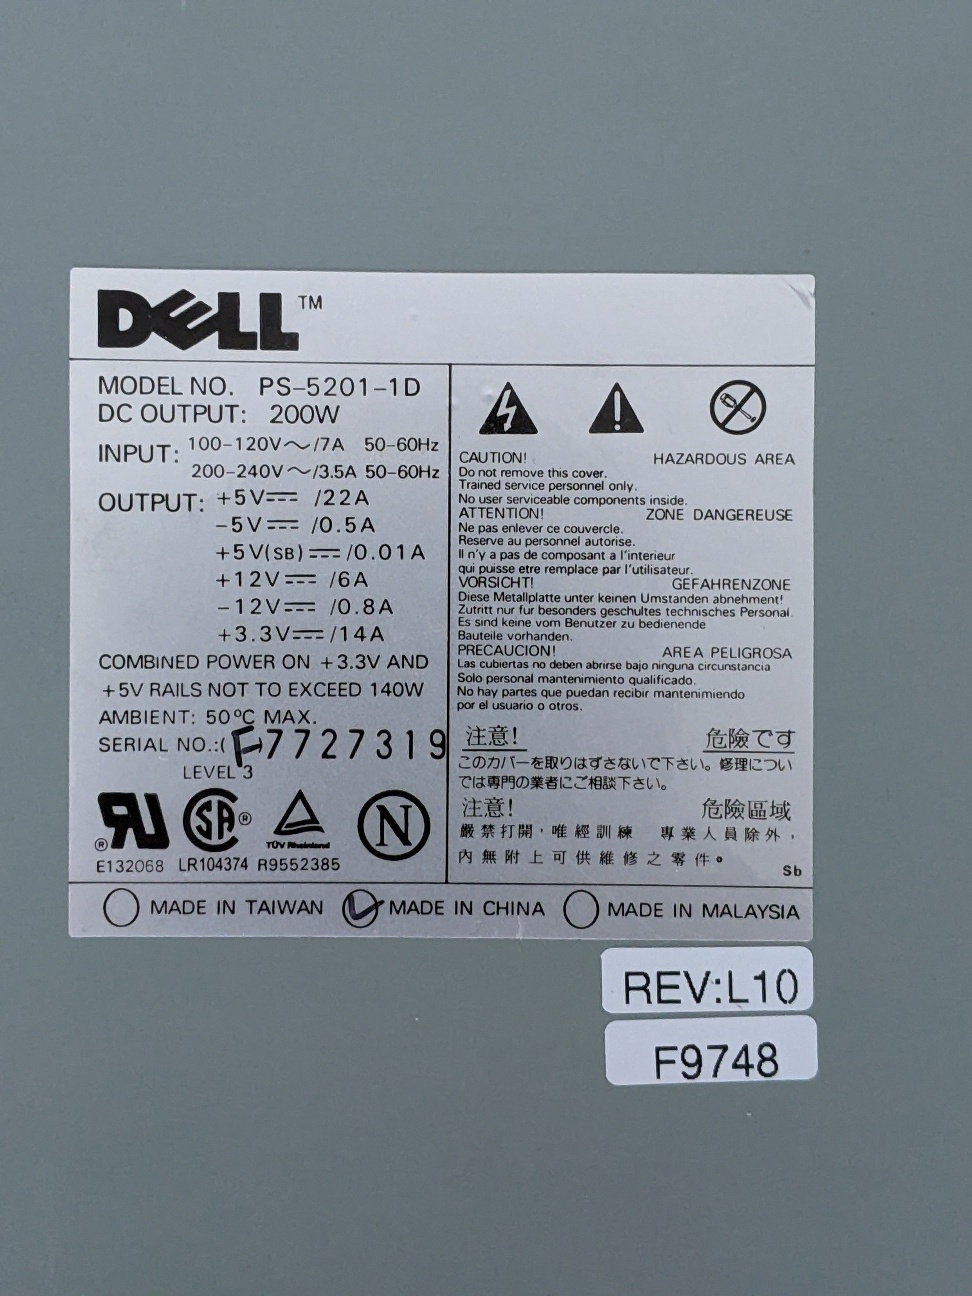 DELL™
MODEL NO. PS-5201-1D
DC OUTPUT: 200W
INPUT: 100-120V～/7A 50-60Hz
200-240V～/3.5A 50-60Hz
OUTPUT: +5V⎓ /22A
-5V⎓ /0.5A
+5V(SB)⎓ /0.01A
+12V⎓ /6A
-12V⎓ /0.8A
+3.3V⎓ /14A
COMBINED POWER ON +3.3V AND
+5V RAILS NOT TO EXCEED 140W
AMBIENT: 50°C MAX.
SERIAL NO.:( F7727319
LEVEL 3
® RU SA ® TÜV Rheinland N
E132068 LR104374 R9552385
CAUTION! HAZARDOUS AREA
Do not remove this cover.
Trained service personnel only.
No user serviceable components inside.
ATTENTION! ZONE DANGEREUSE
Ne pas enlever ce couvercle.
Reserve au personnel autorise.
Il n'y a pas de composant a l'interieur
qui puisse etre remplace par l'utilisateur.
VORSICHT! GEFAHRENZONE
Diese Metallplatte unter keinen Umstanden abnehment!
Zutritt nur fur besonders geschultes technisches Personal.
Es sind keine vom Benutzer zu bedienende
Bauteile vorhanden.
PRECAUCION! AREA PELIGROSA
Las cubiertas no deben abrirse bajo ninguna circunstancia
Solo personal mantenimiento qualificado.
No hay partes que puedan recibir mantenimiendo
por el usuario o otros.
注意! 危険です
このカバーを取りはずさないで下さい。修理につい
ては専門の業者にご相談下さい。
注意! 危險區域
嚴禁打開，唯經訓練 專業人員除外，
內無附上可供維修之零件。
Sb
MADE IN TAIWAN MADE IN CHINA MADE IN MALAYSIA
REV:L10
F9748